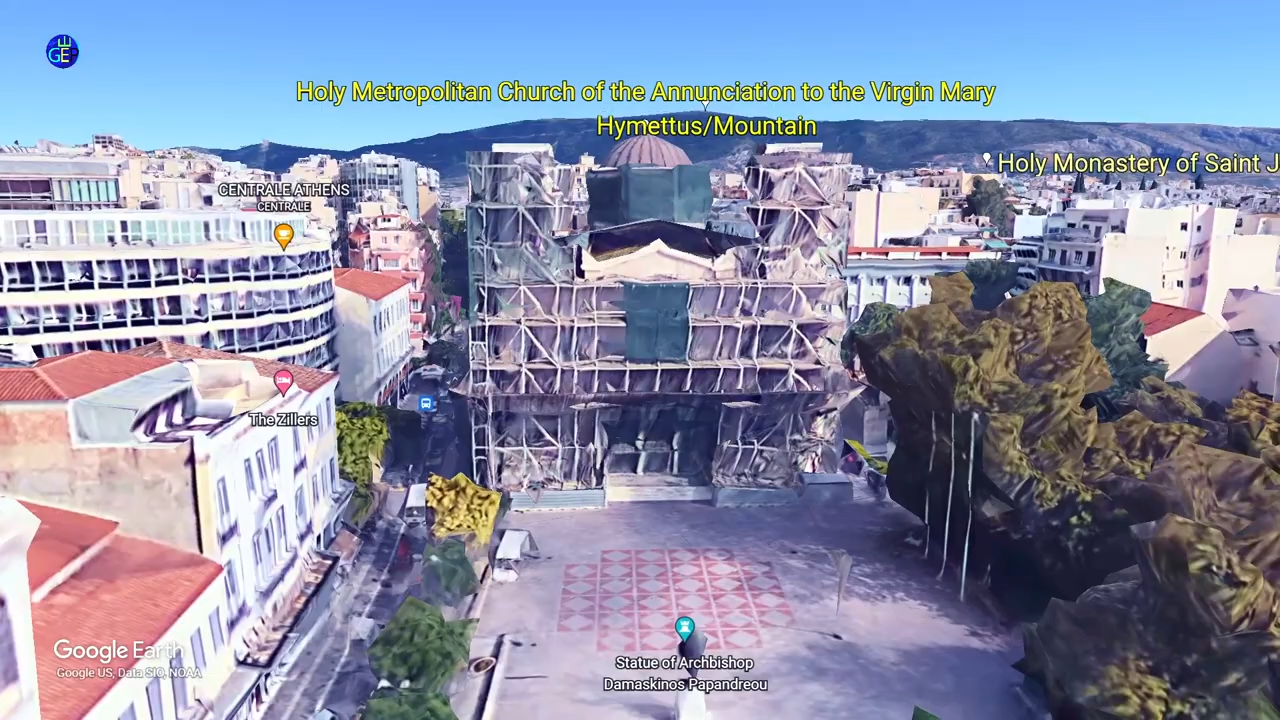 GEP
Holy Metropolitan Church of the Annunciation to the Virgin Mary
Hymettus/Mountain
Holy Monastery of Saint J
CENTRALE ATHENS
CENTRALE
The Zillers
Statue of Archbishop
Damaskinos Papandreou
Google Earth
Google US, Data SIO, NOAA